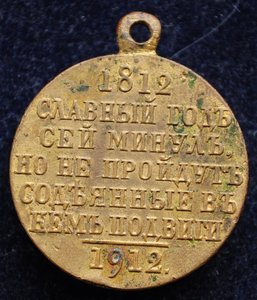 1812
СЛАВНЫЙ ГОДЪ
СЕЙ МИНУЛЪ,
НО НЕ ПРОЙДУТЪ
СОДѢЯННЫЕ ВЪ
НЕМЪ ПОДВИГИ
1912.